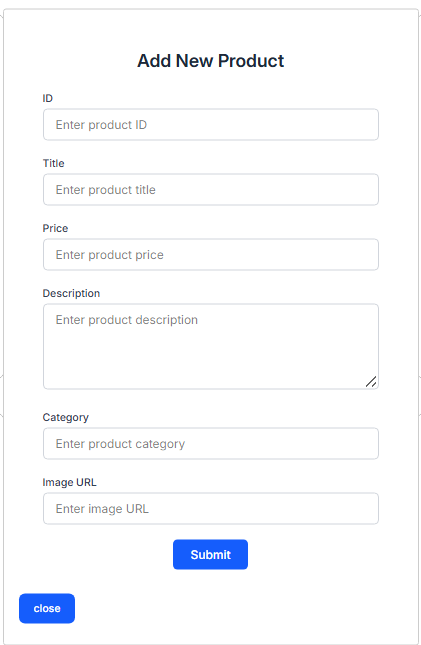 Add New Product
ID
Enter product ID
Title
Enter product title
Price
Enter product price
Description
Enter product description
Category
Enter product category
Image URL
Enter image URL
Submit
close